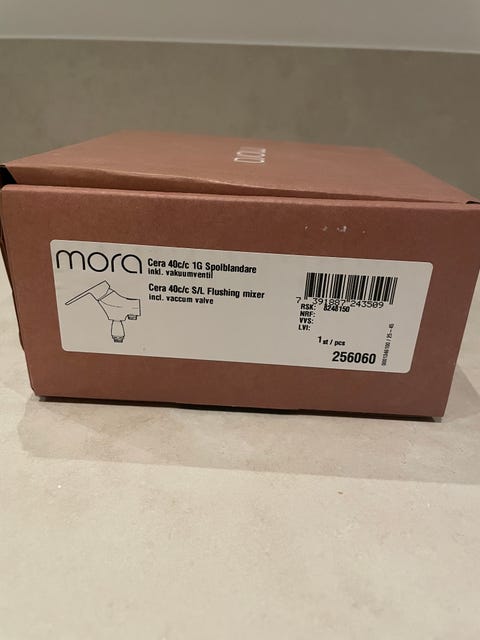 mora
mora
Cera 40c/c 1G Spolblandare
inkl. vakuumventil
Cera 40c/c S/L Flushing mixer
incl. vaccum valve
7 391887 243509
RSK: 8248150
NRF:
VVS:
LVI:
1 st / pcs
256060